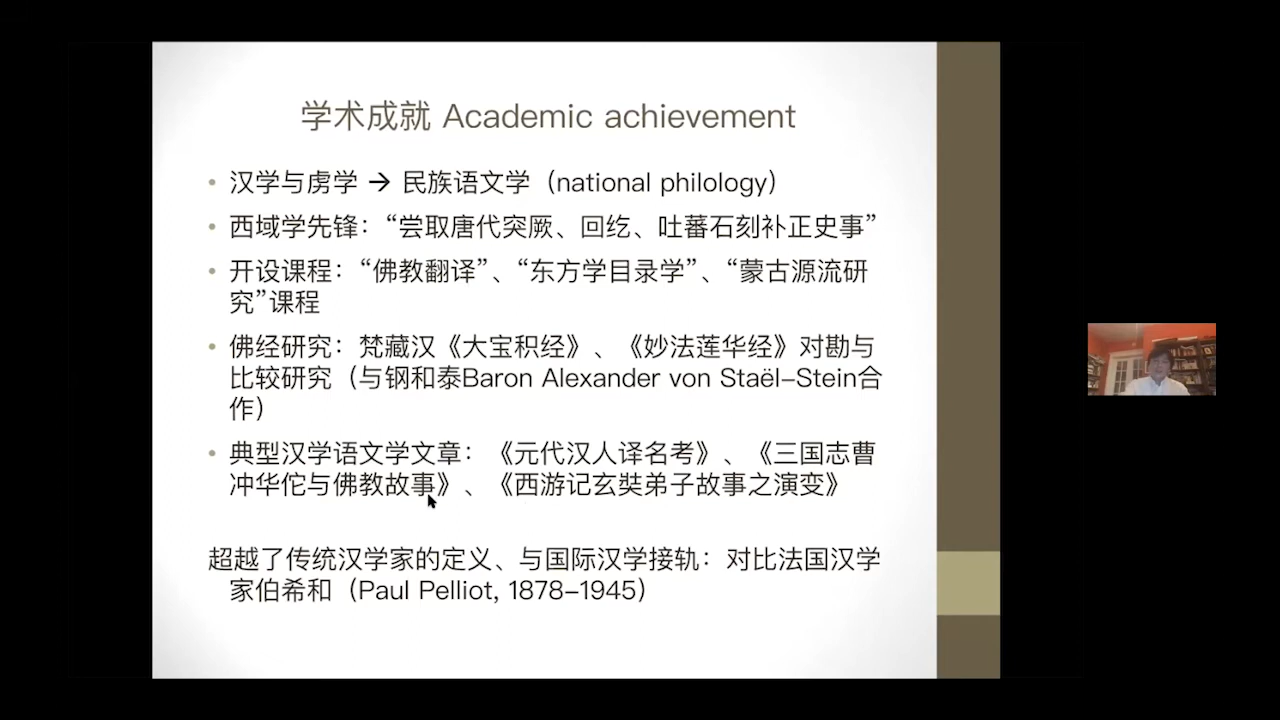 学术成就 Academic achievement
• 汉学与虏学 → 民族语文学（national philology）
• 西域学先锋：“尝取唐代突厥、回纥、吐蕃石刻补正史事”
• 开设课程：“佛教翻译”、“东方学目录学”、“蒙古源流研
究”课程
• 佛经研究：梵藏汉《大宝积经》、《妙法莲华经》对勘与
比较研究（与钢和泰Baron Alexander von Staël–Stein合
作）
• 典型汉学语文学文章：《元代汉人译名考》、《三国志曹
冲华佗与佛教故事》、《西游记玄奘弟子故事之演变》
超越了传统汉学家的定义、与国际汉学接轨：对比法国汉学
家伯希和（Paul Pelliot, 1878–1945）